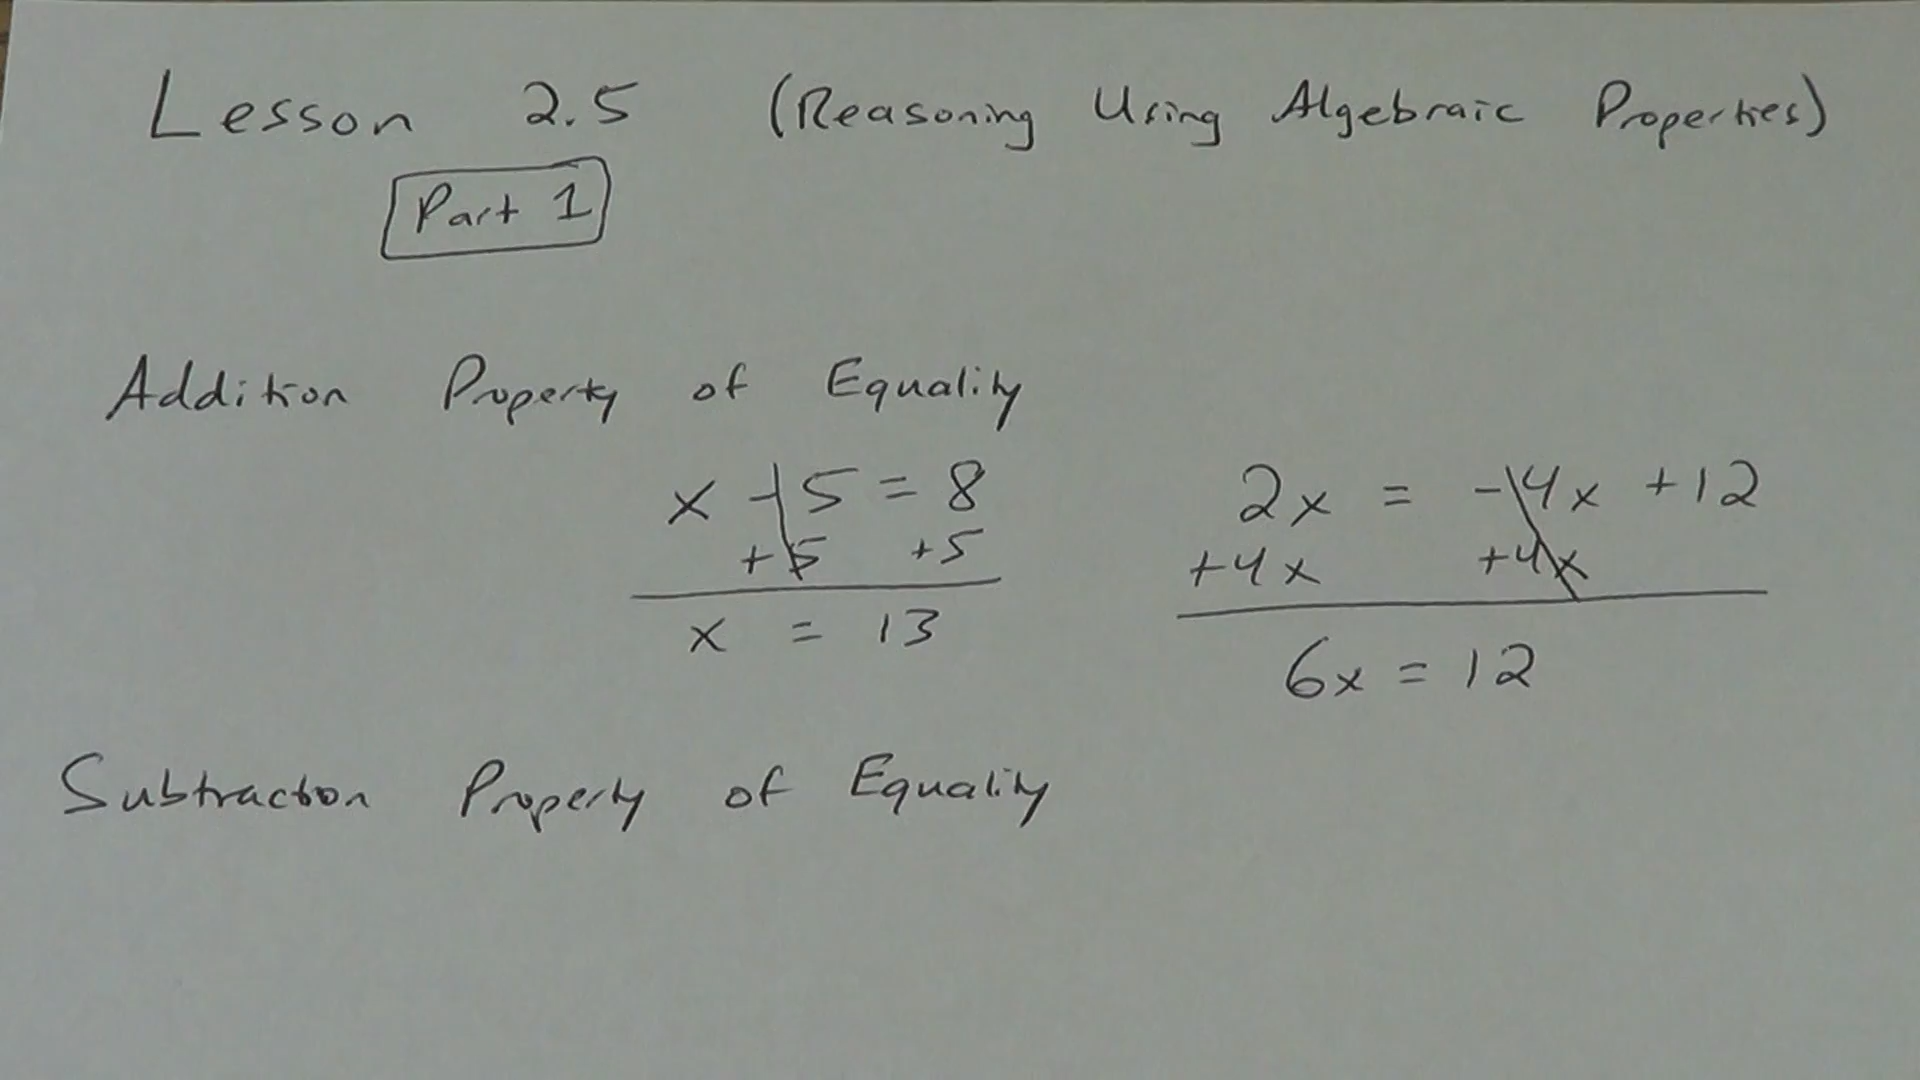 Lesson 2.5 (Reasoning Using Algebraic Properties)
Part 1
Addition Property of Equality
x - 5 = 8
+5 +5
x = 13
2x = -4x +12
+4x +4x
6x = 12
Subtraction Property of Equality